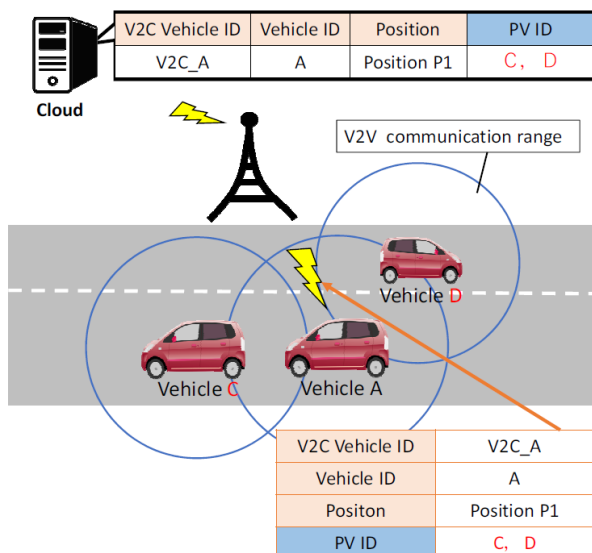 V2C Vehicle ID Vehicle ID Position PV ID
V2C_A A Position P1 C， D
Cloud
V2V communication range
Vehicle D
Vehicle C Vehicle A
V2C Vehicle ID V2C_A
Vehicle ID A
Positon Position P1
PV ID C， D